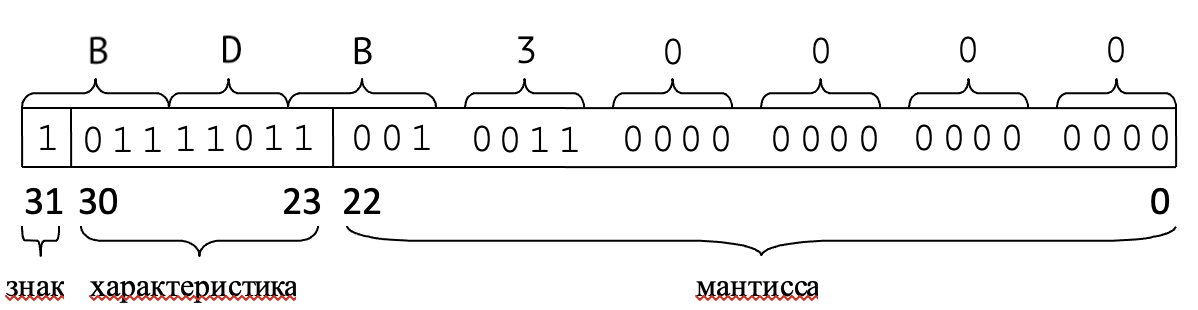 B D B 3 0 0 0 0
1 01111011 001 0011 0000 0000 0000 0000
31 30 23 22 0
знак характеристика мантисса